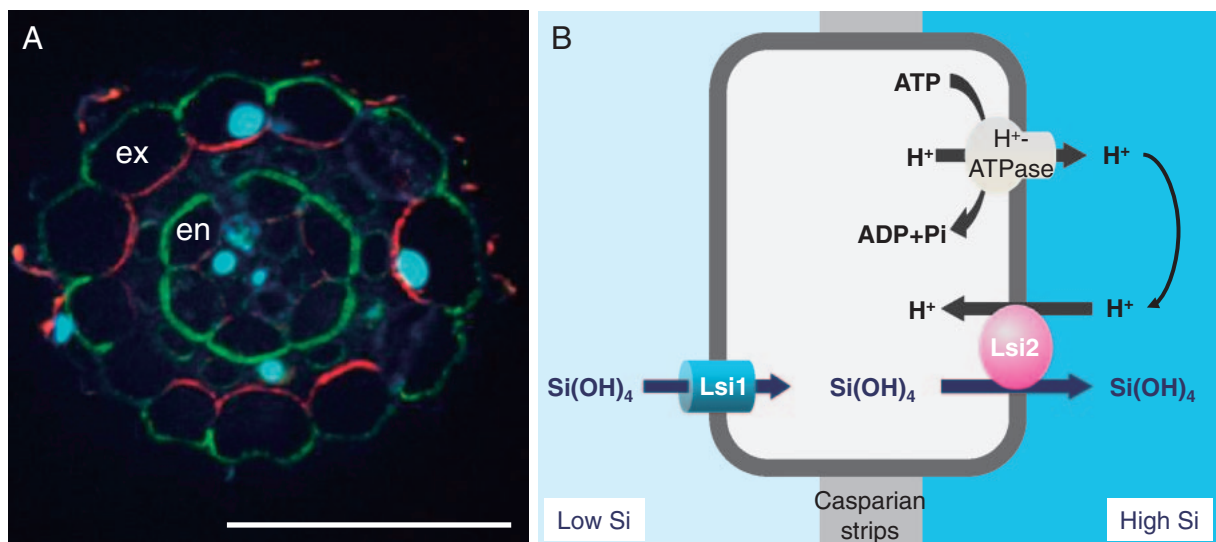 A
ex
en
B
ATP
H⁺
H⁺-
ATPase
H⁺
ADP+Pi
H⁺
H⁺
Lsi2
Si(OH)₄
Lsi1
Si(OH)₄
Si(OH)₄
Low Si
Casparian
strips
High Si